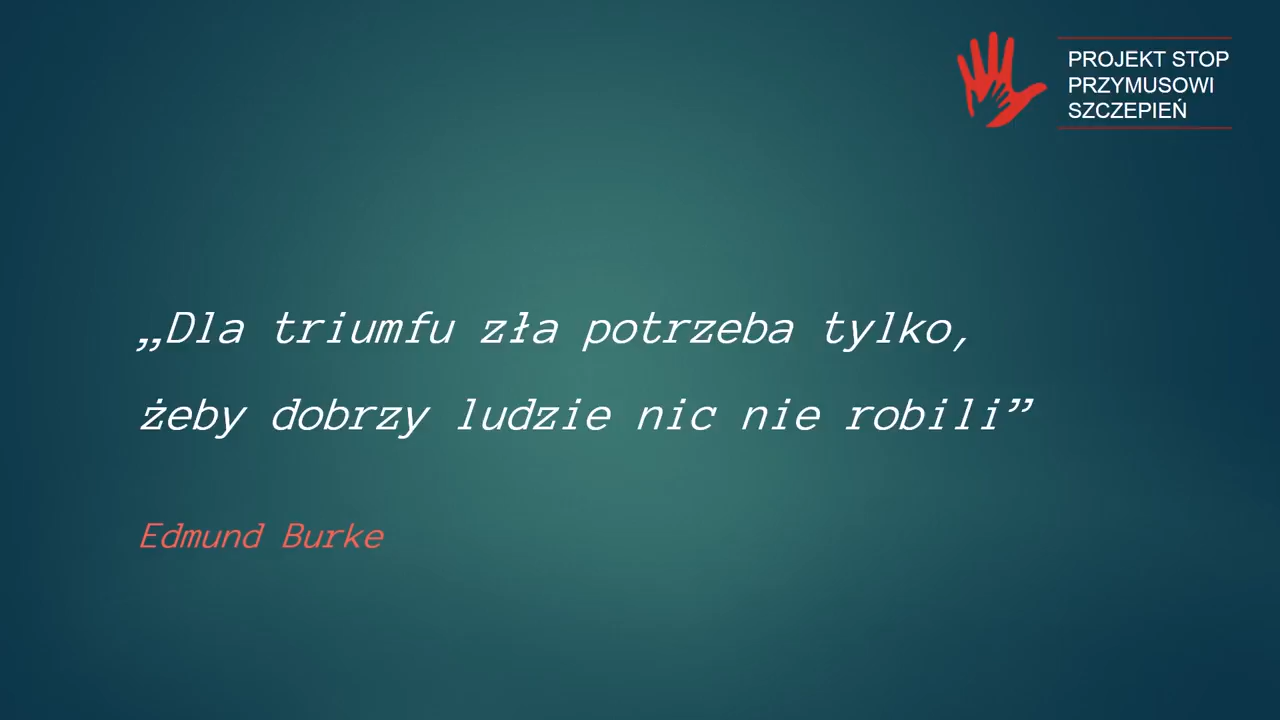 PROJEKT STOP
PRZYMUSOWI
SZCZEPIEŃ
„Dla triumfu zła potrzeba tylko,
żeby dobrzy ludzie nic nie robili”
Edmund Burke